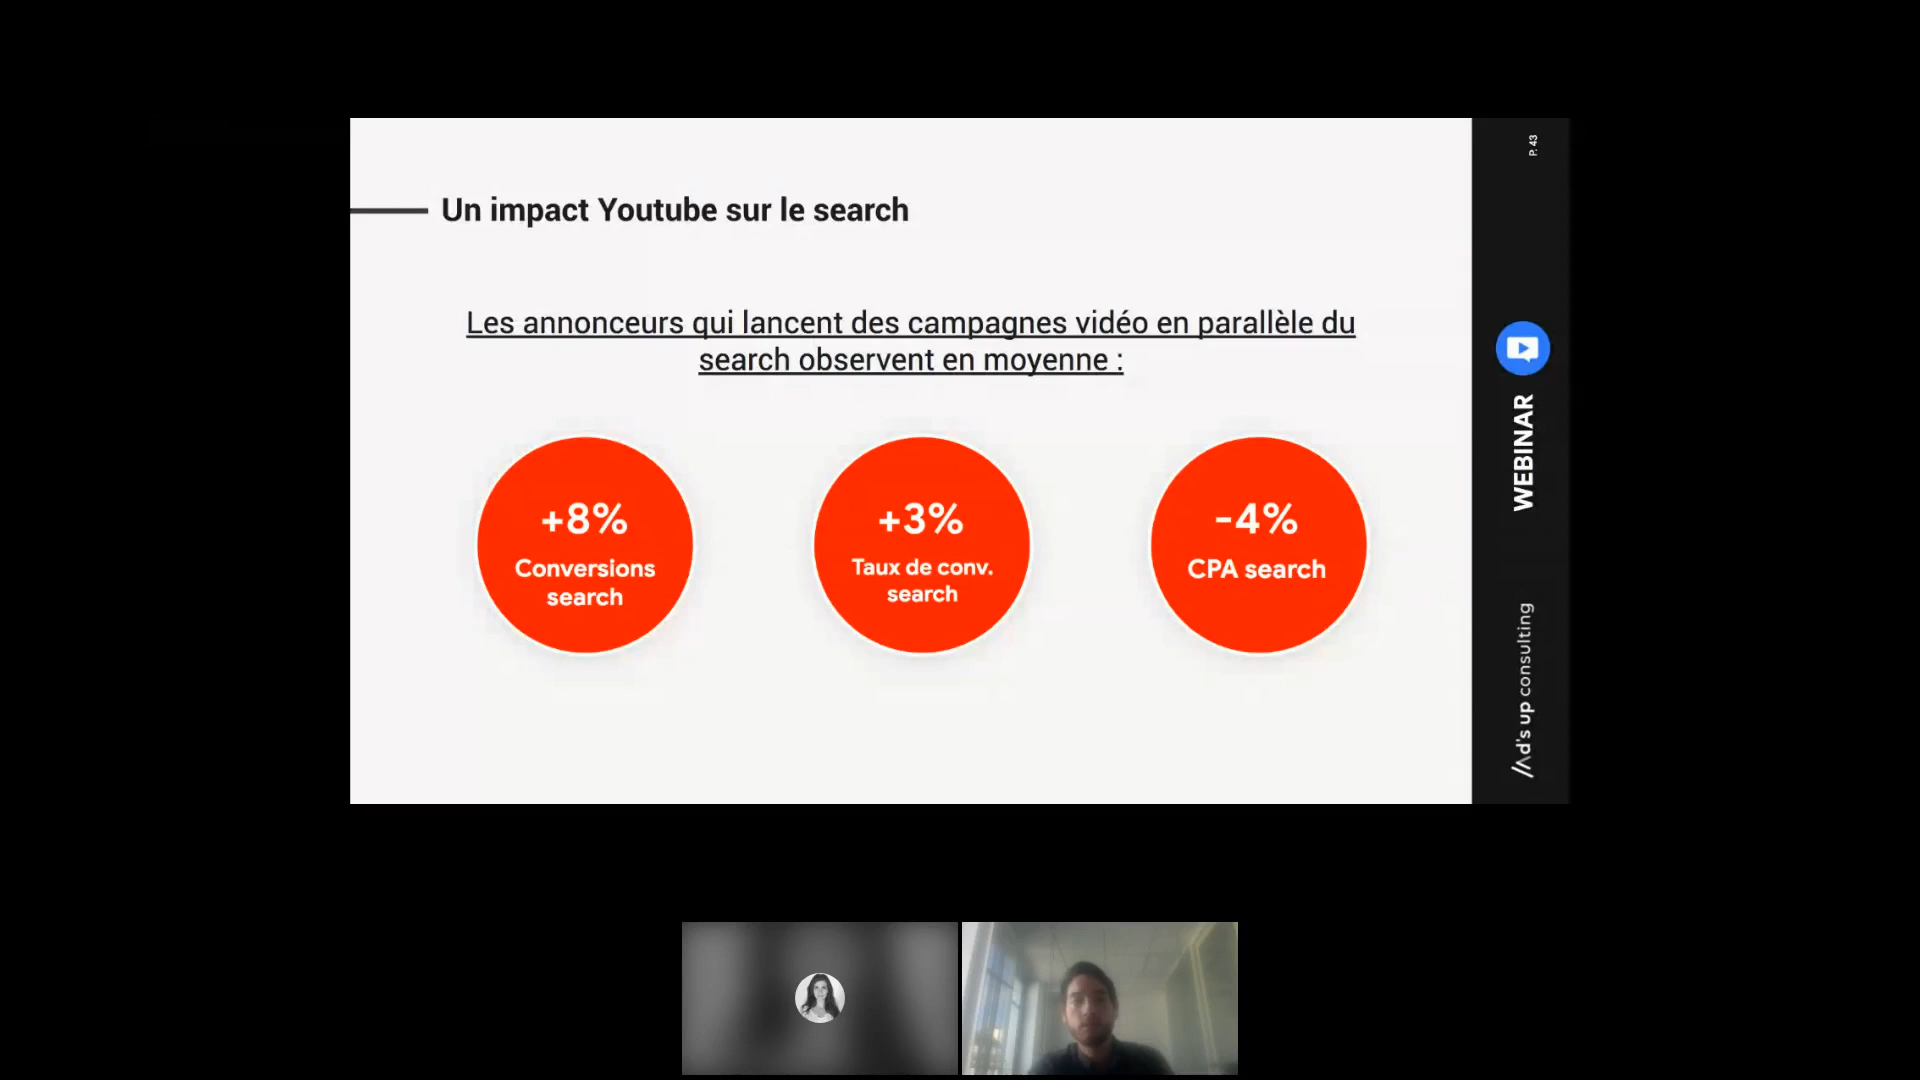 P. 43
Un impact Youtube sur le search
Les annonceurs qui lancent des campagnes vidéo en parallèle du
search observent en moyenne :
+8%
Conversions
search
+3%
Taux de conv.
search
-4%
CPA search
WEBINAR
//Ad's up consulting